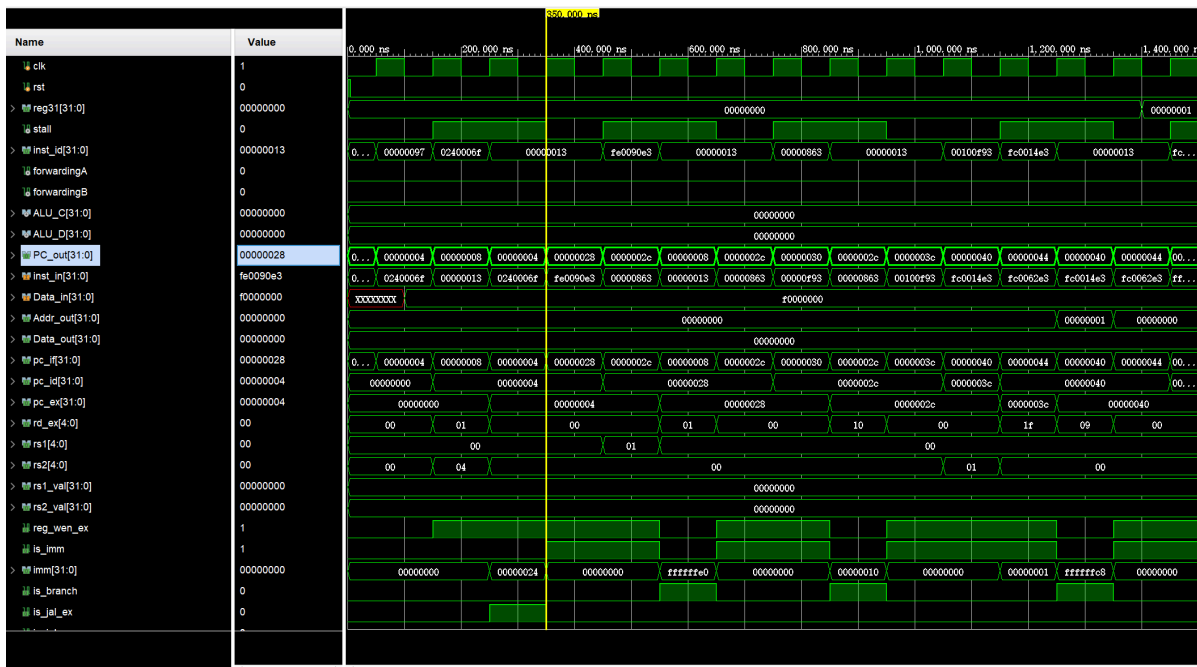 350.000 ns
Name Value 0.000 ns 200.000 ns 400.000 ns 600.000 ns 800.000 ns 1,000.000 ns 1,200.000 ns 1,400.000 n
clk 1
rst 0
reg31[31:0] 00000000 00000000 00000001
stall 0
inst_id[31:0] 00000013 0... 00000097 0240006f 00000013 fe0090e3 00000013 00000863 00000013 00100f93 fc0014e3 00000013 fc...
forwardingA 0
forwardingB 0
ALU_C[31:0] 00000000 00000000
ALU_D[31:0] 00000000 00000000
PC_out[31:0] 00000028 0... 00000004 00000008 00000004 00000028 0000002c 00000008 0000002c 00000030 0000002c 0000003c 00000040 00000044 00000040 00000044 00...
inst_in[31:0] fe0090e3 0... 0240006f 00000013 0240006f fe0090e3 00000863 00000013 00000863 00000f93 00000863 00100f93 fc0014e3 fc0062e3 fc0014e3 fc0062e3 ff...
Data_in[31:0] f0000000 XXXXXXXX f0000000
Addr_out[31:0] 00000000 00000000 00000001 00000000
Data_out[31:0] 00000000 00000000
pc_if[31:0] 00000028 0... 00000004 00000008 00000004 00000028 0000002c 00000008 0000002c 00000030 0000002c 0000003c 00000040 00000044 00000040 00000044 00...
pc_id[31:0] 00000004 00000000 00000004 00000028 0000002c 0000003c 00000040 00...
pc_ex[31:0] 00000004 00000000 00000004 00000028 0000002c 0000003c 00000040
rd_ex[4:0] 00 00 01 00 01 00 10 00 1f 09 00
rs1[4:0] 00 00 01 00
rs2[4:0] 00 00 04 00 01 00
rs1_val[31:0] 00000000 00000000
rs2_val[31:0] 00000000 00000000
reg_wen_ex 1
is_imm 1
imm[31:0] 00000000 00000000 00000024 00000000 ffffffe0 00000000 00000010 00000000 00000001 ffffffc8 00000000
is_branch 0
is_jal_ex 0